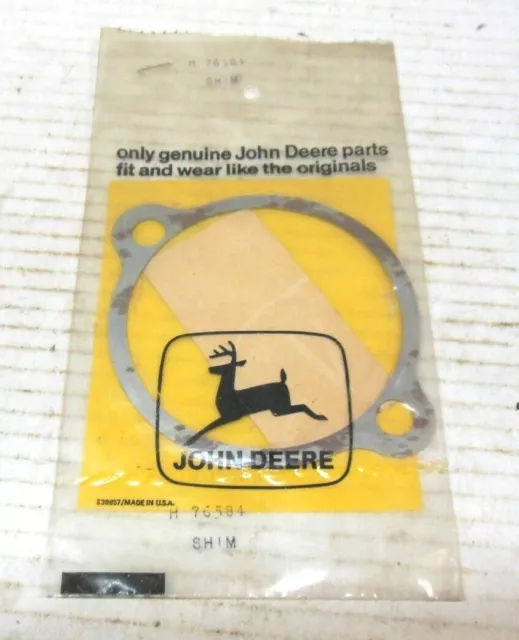 H 76584
SHIM
only genuine John Deere parts
fit and wear like the originals
JOHN DEERE
E39857/MADE IN U.S.A.
H 76584
SHIM